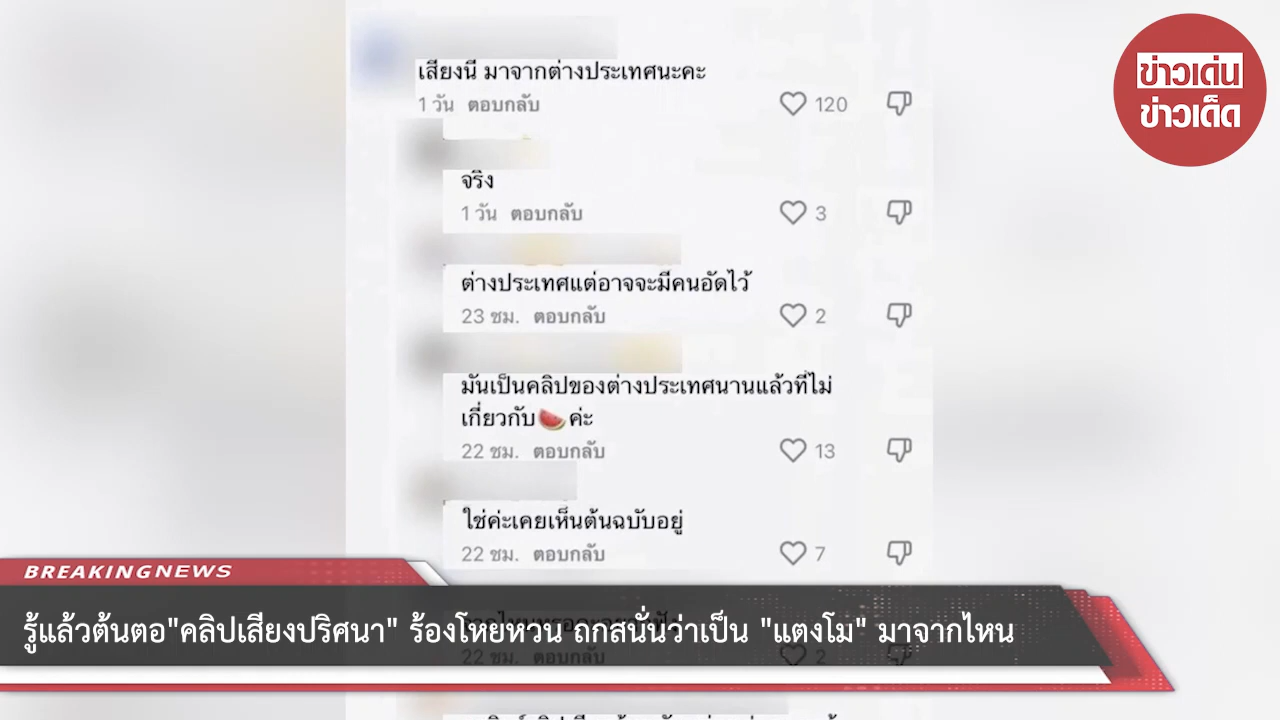 ข่าวเด่น
ข่าวเด็ด
เสียงนี้ มาจากต่างประเทศนะคะ
1 วัน ตอบกลับ 120
จริง
1 วัน ตอบกลับ 3
ต่างประเทศแต่อาจจะมีคนอัดไว้
23 ชม. ตอบกลับ 2
มันเป็นคลิปของต่างประเทศนานแล้วที่ไม่
เกี่ยวกับ🍉ค่ะ
22 ชม. ตอบกลับ 13
ใช่ค่ะเคยเห็นต้นฉบับอยู่
22 ชม. ตอบกลับ 7
BREAKINGNEWS
รู้แล้วต้นตอ"คลิปเสียงปริศนา" ร้องโหยหวน ถกสนั่นว่าเป็น "แตงโม" มาจากไหน
22 ชม. ตอบกลับ 2